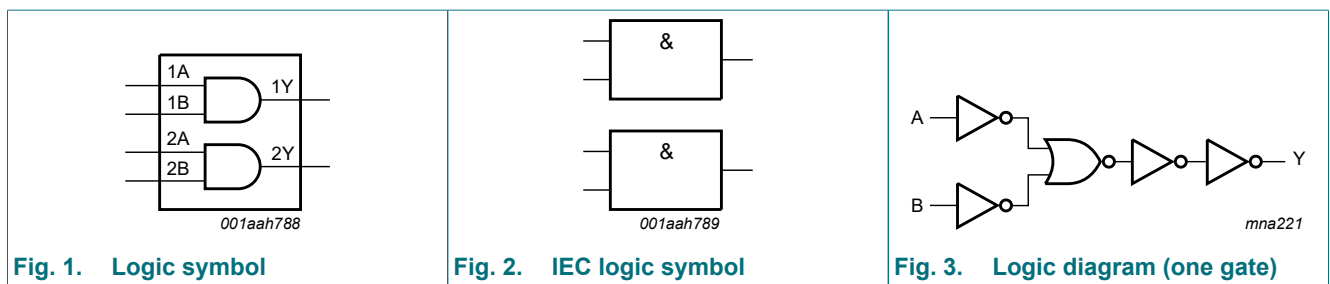 1A
1Y
1B
2A
2Y
2B
001aah788
Fig. 1. Logic symbol
&
&
001aah789
Fig. 2. IEC logic symbol
A
Y
B
mna221
Fig. 3. Logic diagram (one gate)